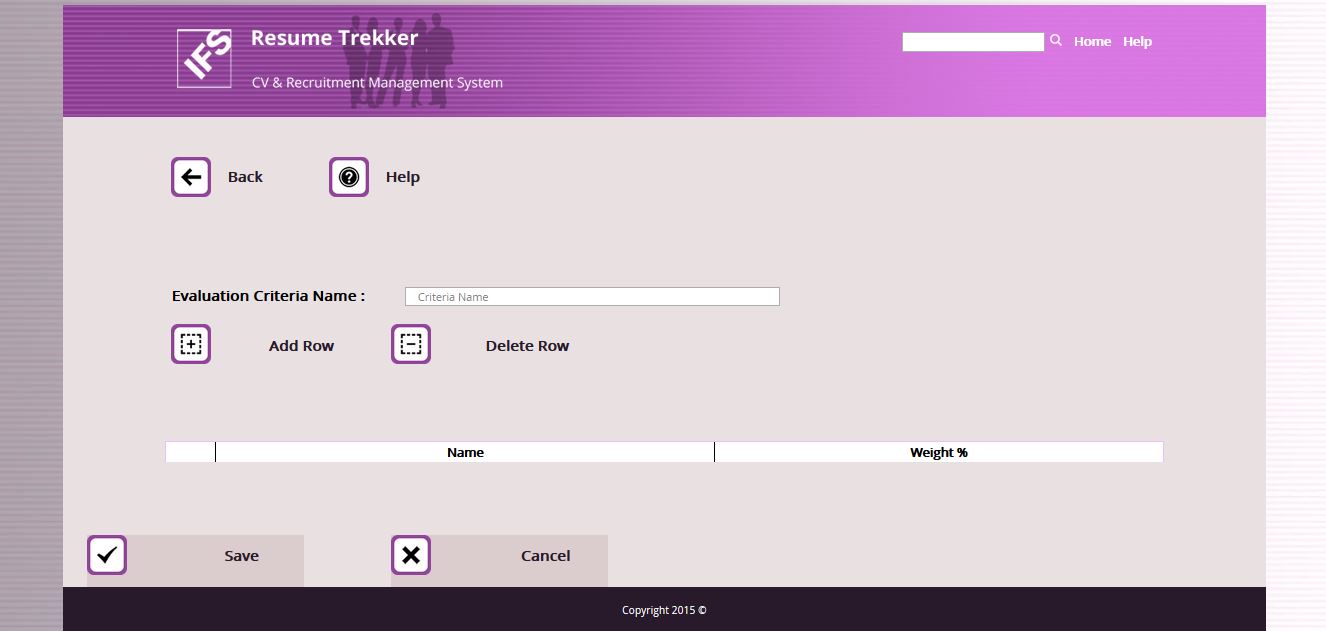 IFS
Resume Trekker
CV & Recruitment Management System
Home Help
Back Help
Evaluation Criteria Name : Criteria Name
Add Row Delete Row
Name Weight %
Save Cancel
Copyright 2015 ©